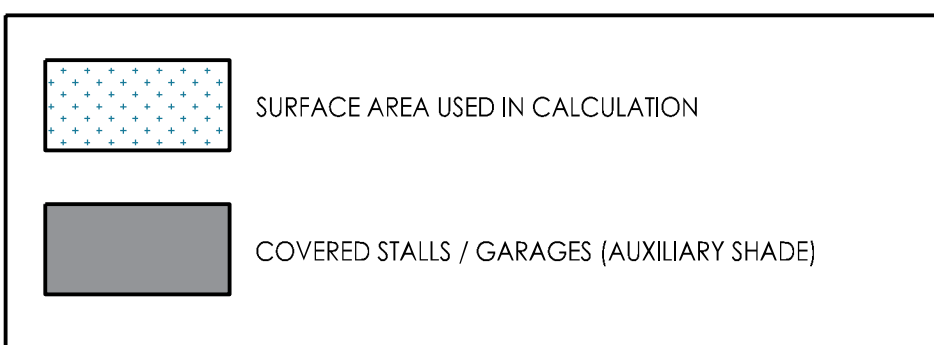 SURFACE AREA USED IN CALCULATION
COVERED STALLS / GARAGES (AUXILIARY SHADE)